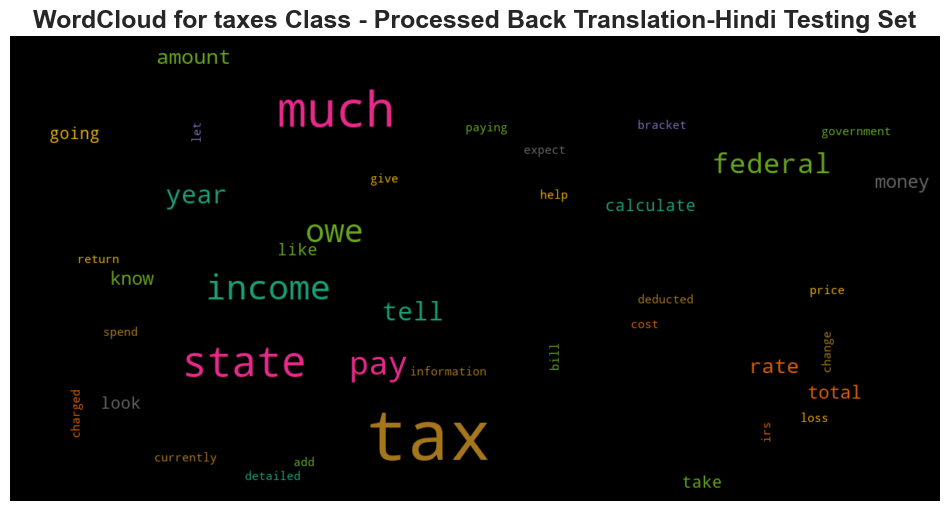 WordCloud for taxes Class - Processed Back Translation-Hindi Testing Set
amount
much
going
let
paying
bracket
government
expect
federal
give
money
year
help
calculate
owe
like
return
know
income
tell
deducted
price
spend
cost
state
pay
information
bill
change
rate
total
look
charged
tax
loss
irs
currently
add
detailed
take